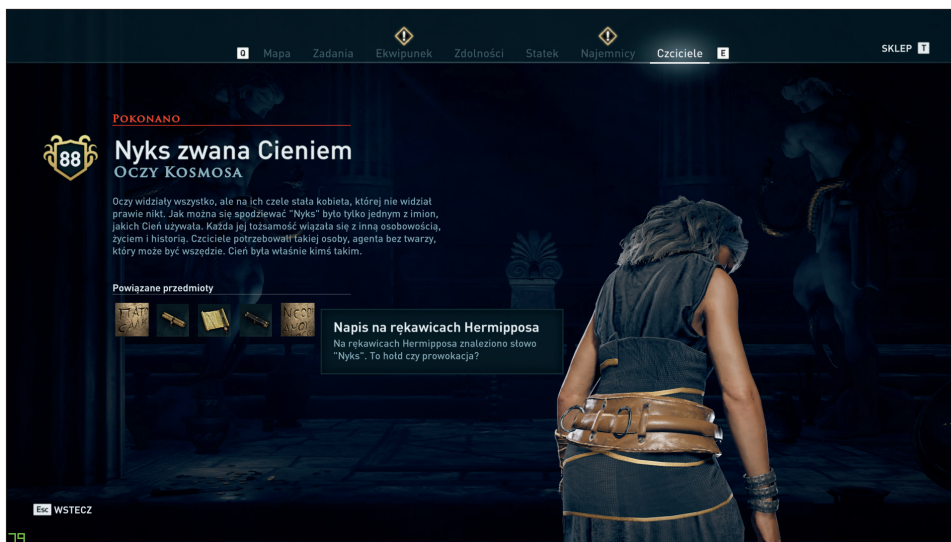 Q Mapa Zadania Ekwipunek Zdolności Statek Najemnicy Czciciele E
SKLEP T
POKONANO
88
Nyks zwana Cieniem
OCZY KOSMOSA
Oczy widziały wszystko, ale na ich czele stała kobieta, której nie widział
prawie nikt. Jak można się spodziewać "Nyks" było tylko jednym z imion,
jakich Cień używała. Każda jej tożsamość wiązała się z inną osobowością,
życiem i historią. Czciciele potrzebowali takiej osoby, agenta bez twarzy,
który może być wszędzie. Cień była właśnie kimś takim.
Powiązane przedmioty
Napis na rękawicach Hermipposa
Na rękawicach Hermipposa znaleziono słowo
"Nyks". To hołd czy prowokacja?
Esc WSTECZ
79